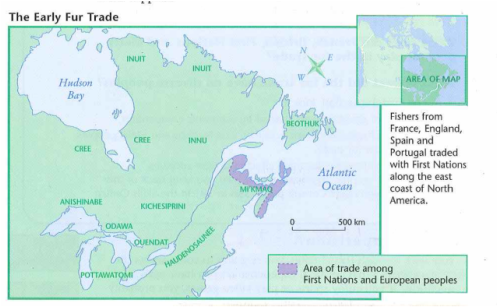 The Early Fur Trade
INUIT
INUIT
N
E
W
S
AREA OF MAP
Hudson
Bay
BEOTHUK
Fishers from
France, England,
Spain and
Portugal traded
with First Nations
along the east
coast of North
America.
CREE
CREE
INNU
Atlantic
Ocean
MI'KMAQ
ANISHINABE
KICHESIPRINI
0
500 km
ODAWA
OUENDAT
HAUDENOSAUNEE
POTTAWATOMI
Area of trade among
First Nations and European peoples